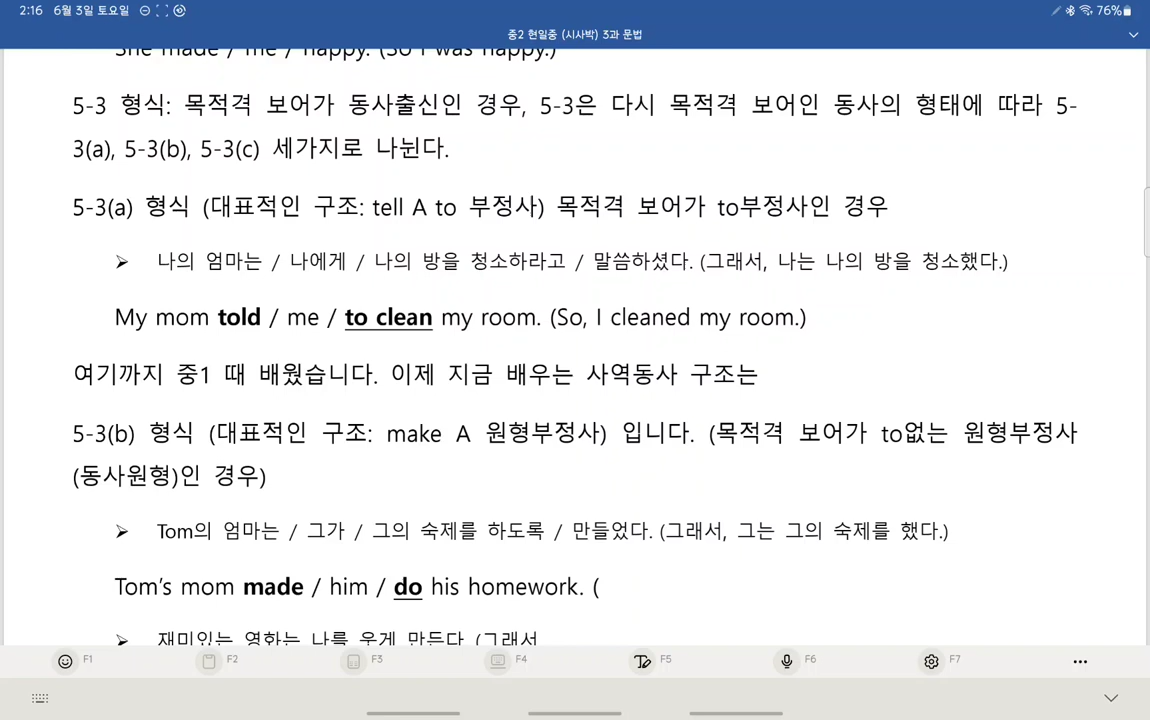 2:16 6월 3일 토요일
76%
중2 현일중 (시사박) 3과 문법
She made / me / happy. (So I was happy.)
5-3 형식: 목적격 보어가 동사출신인 경우, 5-3은 다시 목적격 보어인 동사의 형태에 따라 5-
3(a), 5-3(b), 5-3(c) 세가지로 나뉜다.
5-3(a) 형식 (대표적인 구조: tell A to 부정사) 목적격 보어가 to부정사인 경우
➢ 나의 엄마는 / 나에게 / 나의 방을 청소하라고 / 말씀하셨다. (그래서, 나는 나의 방을 청소했다.)
My mom told / me / to clean my room. (So, I cleaned my room.)
여기까지 중1 때 배웠습니다. 이제 지금 배우는 사역동사 구조는
5-3(b) 형식 (대표적인 구조: make A 원형부정사) 입니다. (목적격 보어가 to없는 원형부정사
(동사원형)인 경우)
➢ Tom의 엄마는 / 그가 / 그의 숙제를 하도록 / 만들었다. (그래서, 그는 그의 숙제를 했다.)
Tom's mom made / him / do his homework. (
➢ 재미있는 영화는 나를 웃게 만든다. (그래서
F1 F2 F3 F4 F5 F6 F7